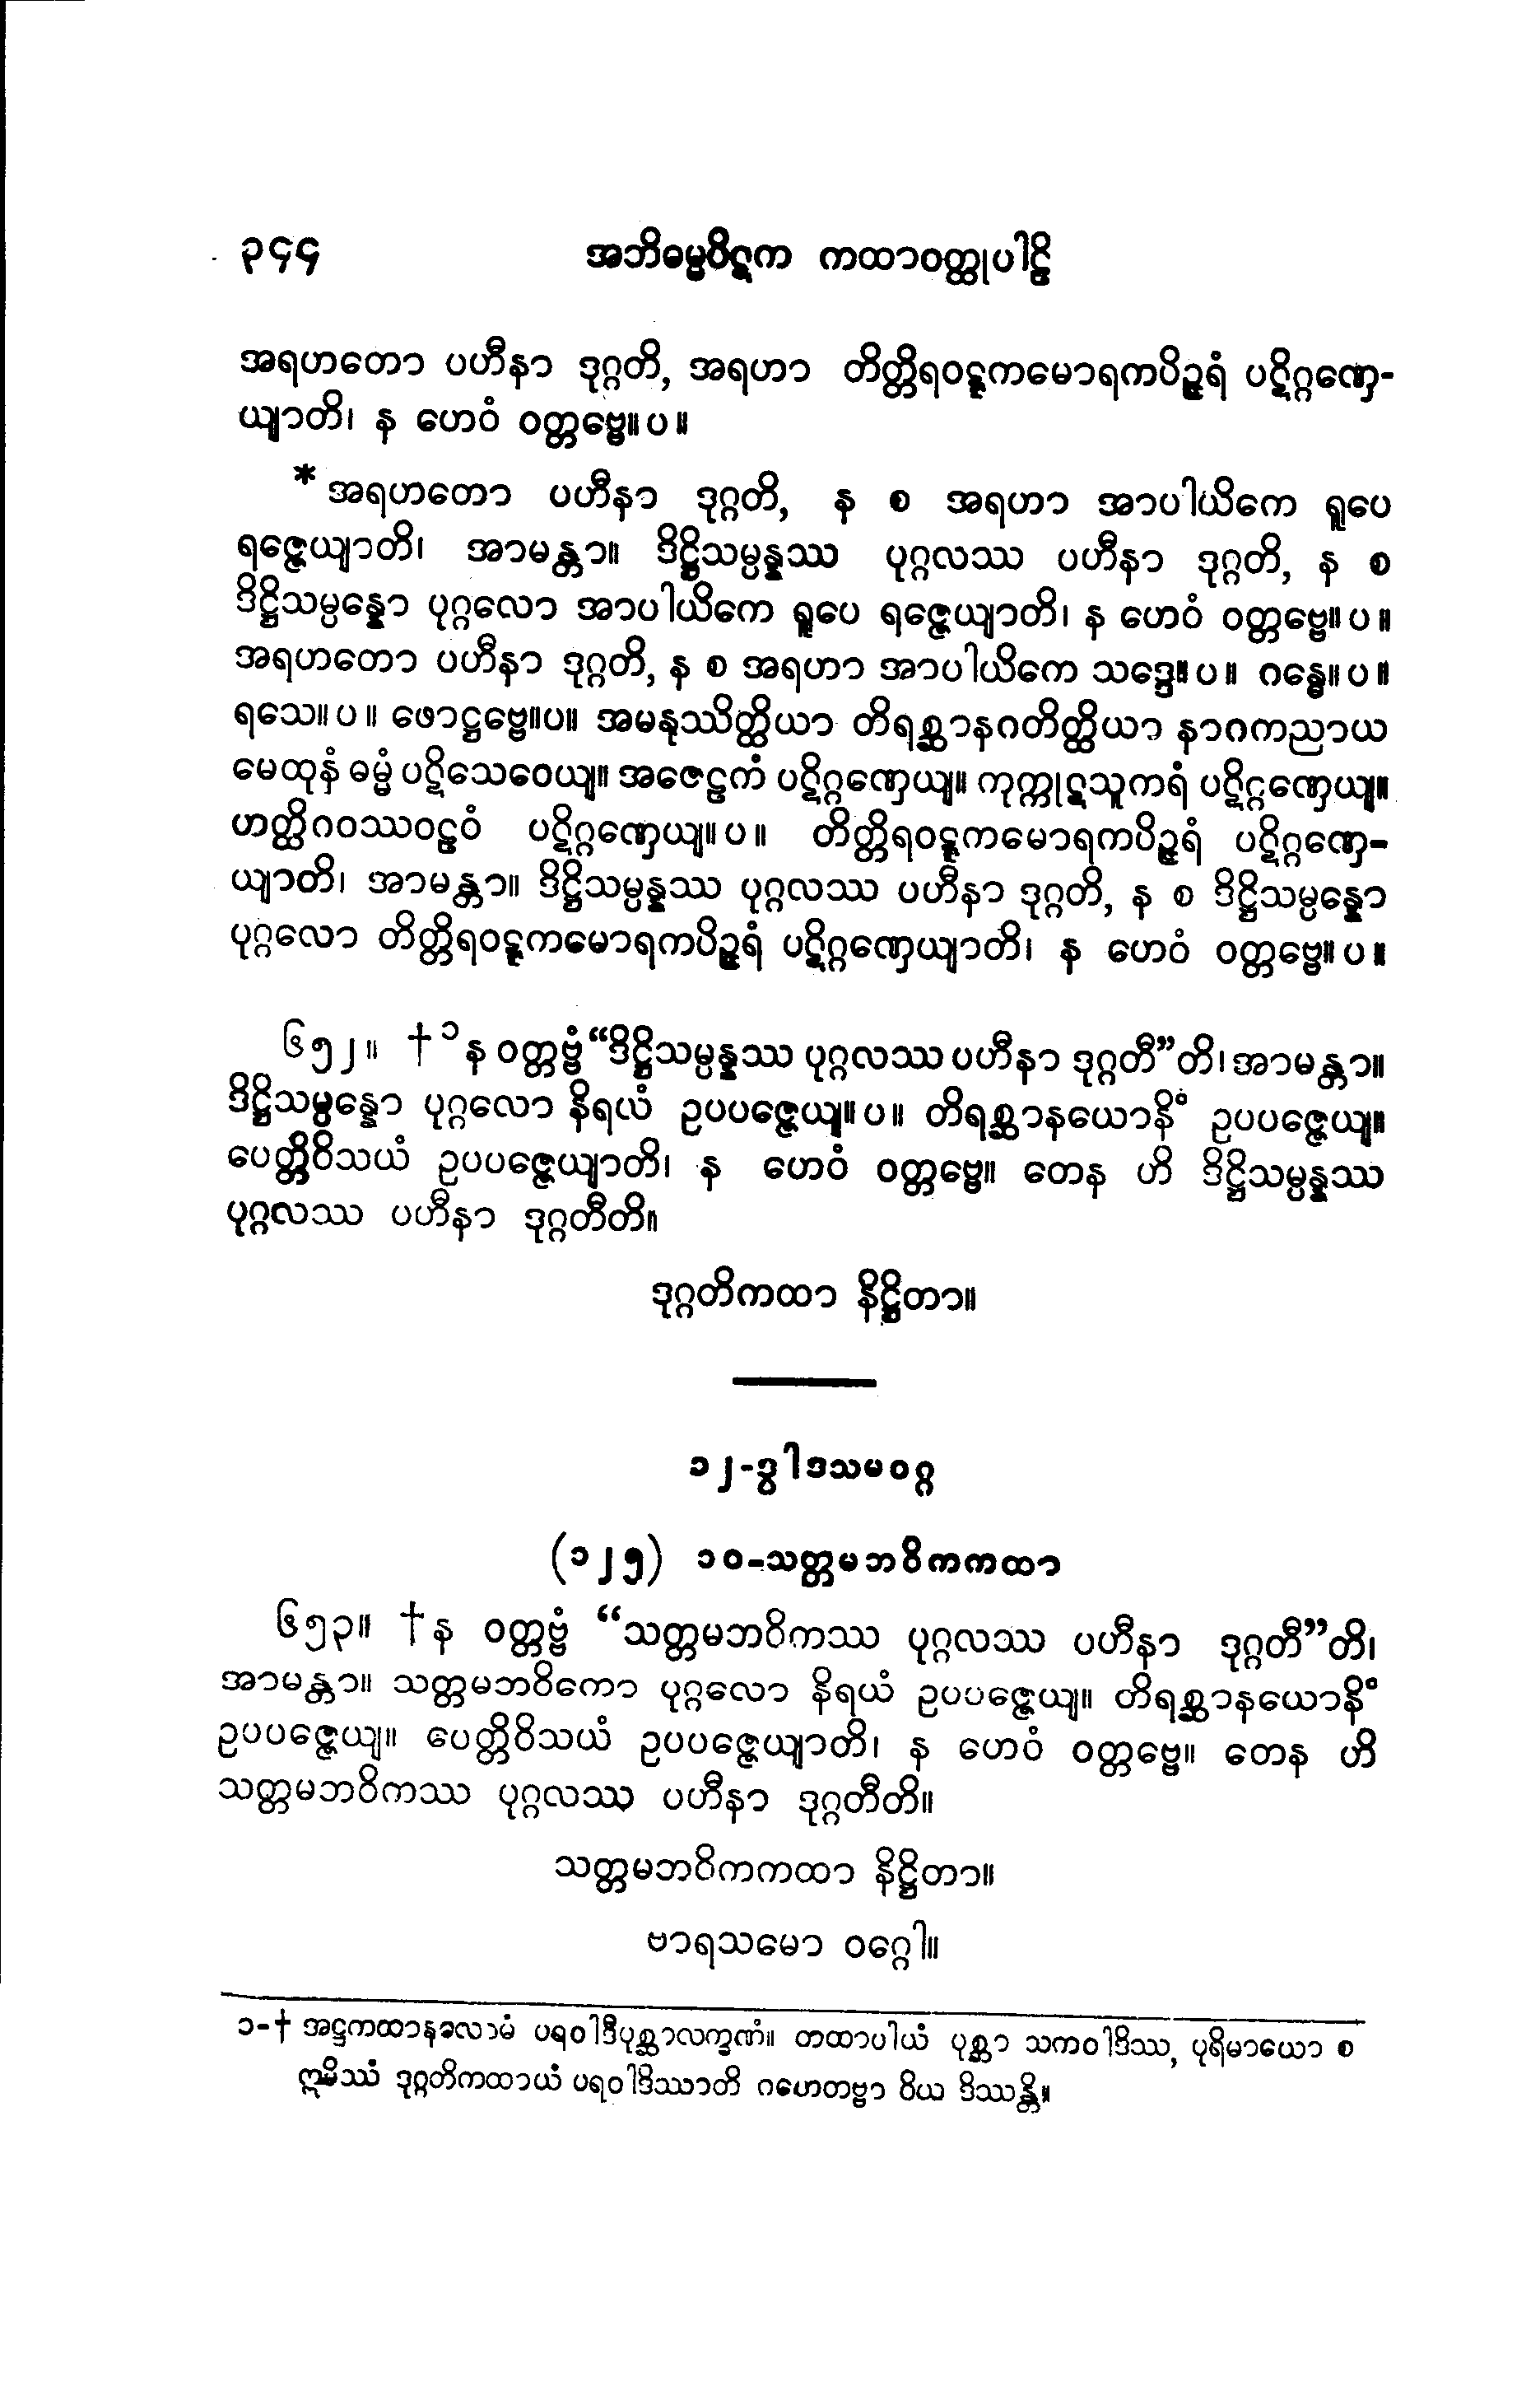 ၃၄၄ အဘိဓမ္မပိဋက ကထာဝတ္ထုပါဠိ
အရဟတော ပဟီနာ ဒုဂ္ဂတိ, အရဟာ တိတ္တိရဝဋ္ဋကမောရကပိဉ္ဇရံ ပဋိဂ္ဂဏှေ-
ယျာတိ၊ န ဟေဝံ ဝတ္တဗ္ဗေ။ ပ ။
* အရဟတော ပဟီနာ ဒုဂ္ဂတိ, န စ အရဟာ အာပါယိကေ ရူပေ
ရဇ္ဇေယျာတိ၊ အာမန္တာ။ ဒိဋ္ဌိသမ္ပန္နဿ ပုဂ္ဂလဿ ပဟီနာ ဒုဂ္ဂတိ, န စ
ဒိဋ္ဌိသမ္ပန္နော ပုဂ္ဂလော အာပါယိကေ ရူပေ ရဇ္ဇေယျာတိ၊ န ဟေဝံ ဝတ္တဗ္ဗေ။ ပ ။
အရဟတော ပဟီနာ ဒုဂ္ဂတိ, န စ အရဟာ အာပါယိကေ သဒ္ဒေ။ ပ ။ ဂန္ဓေ။ ပ ။
ရသေ။ ပ ။ ဖောဋ္ဌဗ္ဗေ။ပ။ အမနုဿိတ္ထိယာ တိရစ္ဆာနဂတိတ္ထိယာ နာဂကညာယ
မေထုနံ ဓမ္မံ ပဋိသေဝေယျ။ အဇေဠကံ ပဋိဂ္ဂဏှေယျ။ ကုက္ကုဋသူကရံ ပဋိဂ္ဂဏှေယျ။
ဟတ္ထိဂဝဿဝဠဝံ ပဋိဂ္ဂဏှေယျ။ ပ ။ တိတ္တိရဝဋ္ဋကမောရကပိဉ္ဇရံ ပဋိဂ္ဂဏှေ-
ယျာတိ၊ အာမန္တာ။ ဒိဋ္ဌိသမ္ပန္နဿ ပုဂ္ဂလဿ ပဟီနာ ဒုဂ္ဂတိ, န စ ဒိဋ္ဌိသမ္ပန္နော
ပုဂ္ဂလော တိတ္တိရဝဋ္ဋကမောရကပိဉ္ဇရံ ပဋိဂ္ဂဏှေယျာတိ၊ န ဟေဝံ ဝတ္တဗ္ဗေ။ ပ ။
၆၅၂။ †၁ န ဝတ္တဗ္ဗံ “ဒိဋ္ဌိသမ္ပန္နဿ ပုဂ္ဂလဿ ပဟီနာ ဒုဂ္ဂတီ”တိ၊ အာမန္တာ။
ဒိဋ္ဌိသမ္ပန္နော ပုဂ္ဂလော နိရယံ ဥပပဇ္ဇေယျ။ ပ ။ တိရစ္ဆာနယောနိံ ဥပပဇ္ဇေယျ။
ပေတ္တိဝိသယံ ဥပပဇ္ဇေယျာတိ၊ န ဟေဝံ ဝတ္တဗ္ဗေ။ တေန ဟိ ဒိဋ္ဌိသမ္ပန္နဿ
ပုဂ္ဂလဿ ပဟီနာ ဒုဂ္ဂတီတိ။
ဒုဂ္ဂတိကထာ နိဋ္ဌိတာ။
၁၂-ဒွါဒသမဝဂ္ဂ
(၁၂၅) ၁၀-သတ္တမဘဝိကကထာ
၆၅၃။ † န ဝတ္တဗ္ဗံ “သတ္တမဘဝိကဿ ပုဂ္ဂလဿ ပဟီနာ ဒုဂ္ဂတီ”တိ၊
အာမန္တာ။ သတ္တမဘဝိကော ပုဂ္ဂလော နိရယံ ဥပပဇ္ဇေယျ။ တိရစ္ဆာနယောနိံ
ဥပပဇ္ဇေယျ။ ပေတ္တိဝိသယံ ဥပပဇ္ဇေယျာတိ၊ န ဟေဝံ ဝတ္တဗ္ဗေ။ တေန ဟိ
သတ္တမဘဝိကဿ ပုဂ္ဂလဿ ပဟီနာ ဒုဂ္ဂတီတိ။
သတ္တမဘဝိကကထာ နိဋ္ဌိတာ။
ဗာရသမော ဝဂ္ဂေါ။
၁-† အဋ္ဌကထာနုလောမံ ပရဝါဒီပုစ္ဆာလက္ခဏံ။ တထာပါယံ ပုစ္ဆာ သကဝါဒိဿ, ပုရိမာယော စ
ဣမိဿံ ဒုဂ္ဂတိကထာယံ ပရဝါဒိဿာတိ ဂဟေတဗ္ဗာ ဝိယ ဒိဿန္တိ။